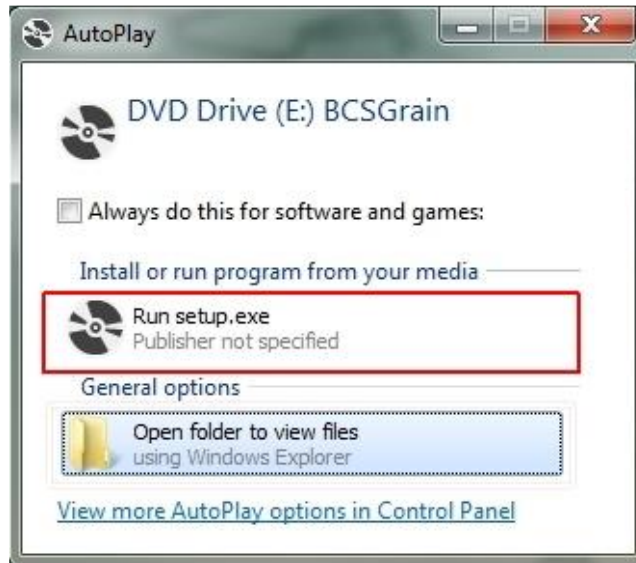 AutoPlay
DVD Drive (E:) BCSGrain
Always do this for software and games:
Install or run program from your media
Run setup.exe
Publisher not specified
General options
Open folder to view files
using Windows Explorer
View more AutoPlay options in Control Panel